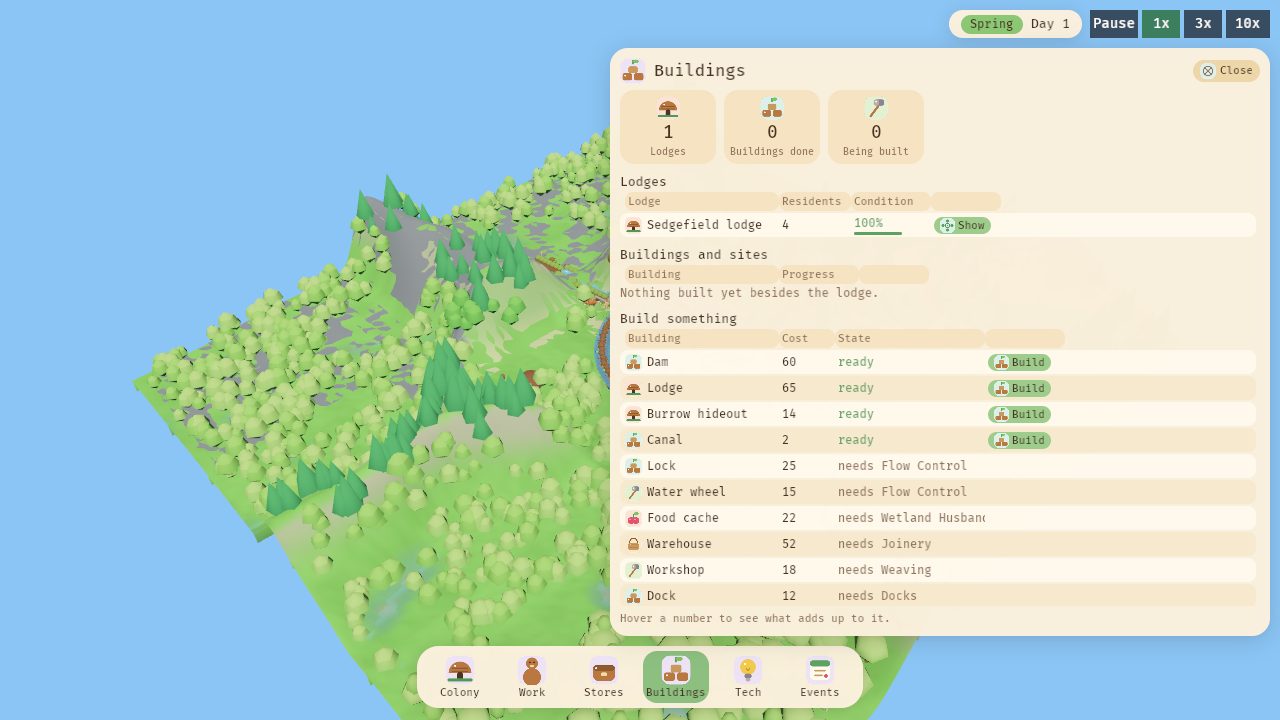 Spring Day 1 Pause 1x 3x 10x
Buildings Close
1 0 0
Lodges Buildings done Being built
Lodges
Lodge Residents Condition
Sedgefield lodge 4 100% Show
Buildings and sites
Building Progress
Nothing built yet besides the lodge.
Build something
Building Cost State
Dam 60 ready Build
Lodge 65 ready Build
Burrow hideout 14 ready Build
Canal 2 ready Build
Lock 25 needs Flow Control
Water wheel 15 needs Flow Control
Food cache 22 needs Wetland Husband
Warehouse 52 needs Joinery
Workshop 18 needs Weaving
Dock 12 needs Docks
Hover a number to see what adds up to it.
Colony Work Stores Buildings Tech Events